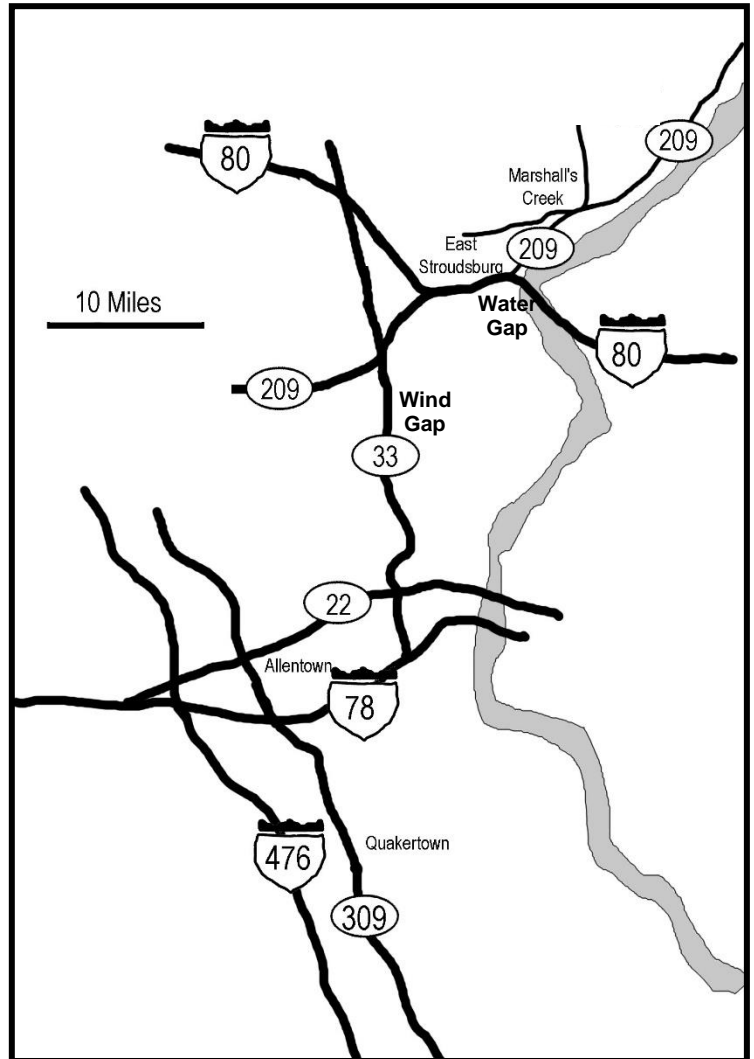 80
209
Marshall's
Creek
East
Stroudsburg
209
10 Miles
Water
Gap
80
209
Wind
Gap
33
22
Allentown
78
Quakertown
476
309